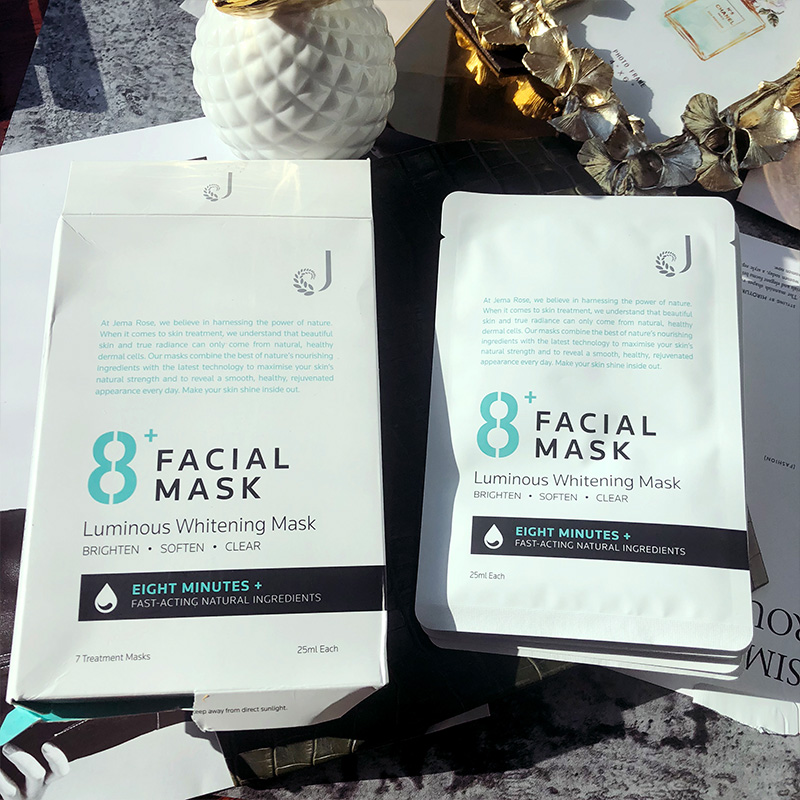 J
J
At Jema Rose, we believe in harnessing the power of nature.
When it comes to skin treatment, we understand that beautiful
skin and true radiance can only come from natural, healthy
dermal cells. Our masks combine the best of nature's nourishing
ingredients with the latest technology to maximise your skin's
natural strength and to reveal a smooth, healthy, rejuvenated
appearance every day. Make your skin shine inside out.
8+ FACIAL
MASK
Luminous Whitening Mask
BRIGHTEN • SOFTEN • CLEAR
EIGHT MINUTES +
FAST-ACTING NATURAL INGREDIENTS
7 Treatment Masks
25ml Each
eep away from direct sunlight.
J
At Jema Rose, we believe in harnessing the power of nature.
When it comes to skin treatment, we understand that beautiful
skin and true radiance can only come from natural, healthy
dermal cells. Our masks combine the best of nature's nourishing
ingredients with the latest technology to maximise your skin's
natural strength and to reveal a smooth, healthy, rejuvenated
appearance every day. Make your skin shine inside out.
8+ FACIAL
MASK
Luminous Whitening Mask
BRIGHTEN • SOFTEN • CLEAR
EIGHT MINUTES +
FAST-ACTING NATURAL INGREDIENTS
25ml Each
CHANEL
PHOTO FRAME
[FASHION]